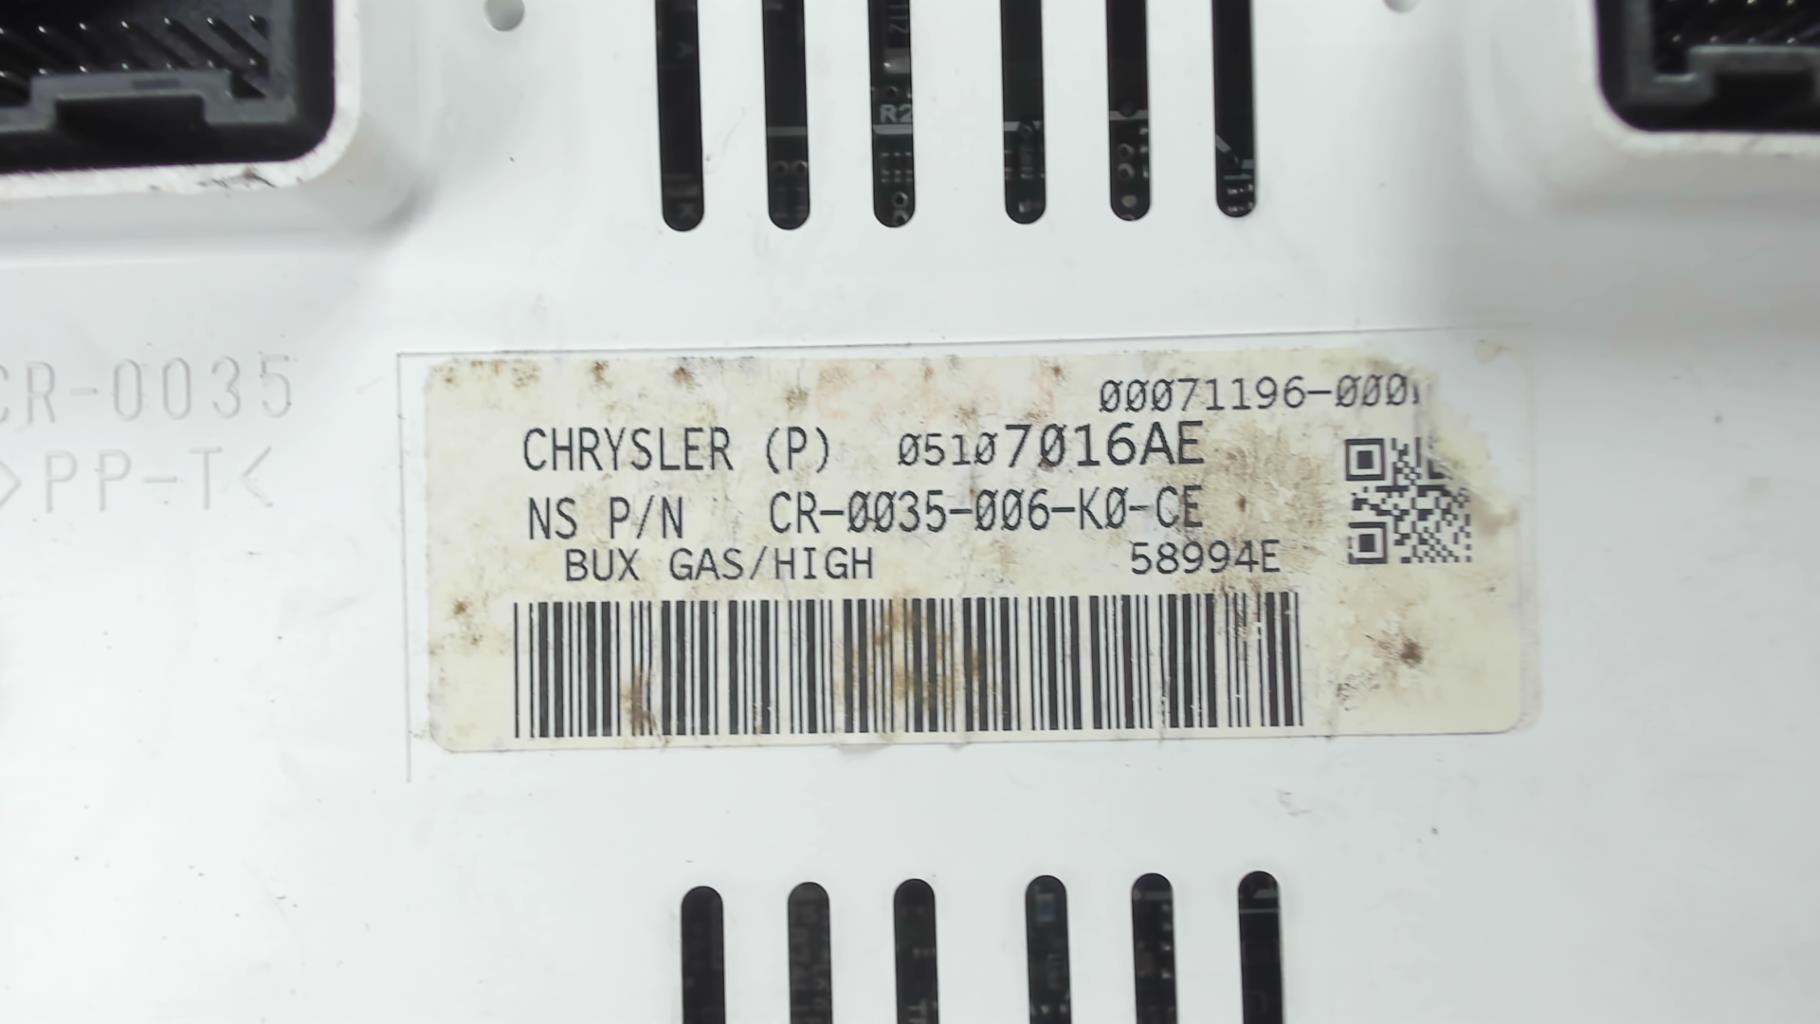 R2
CR-0035
>PP-T<
00071196-000
CHRYSLER (P) 05107016AE
NS P/N CR-0035-006-K0-CE
BUX GAS/HIGH 58994E